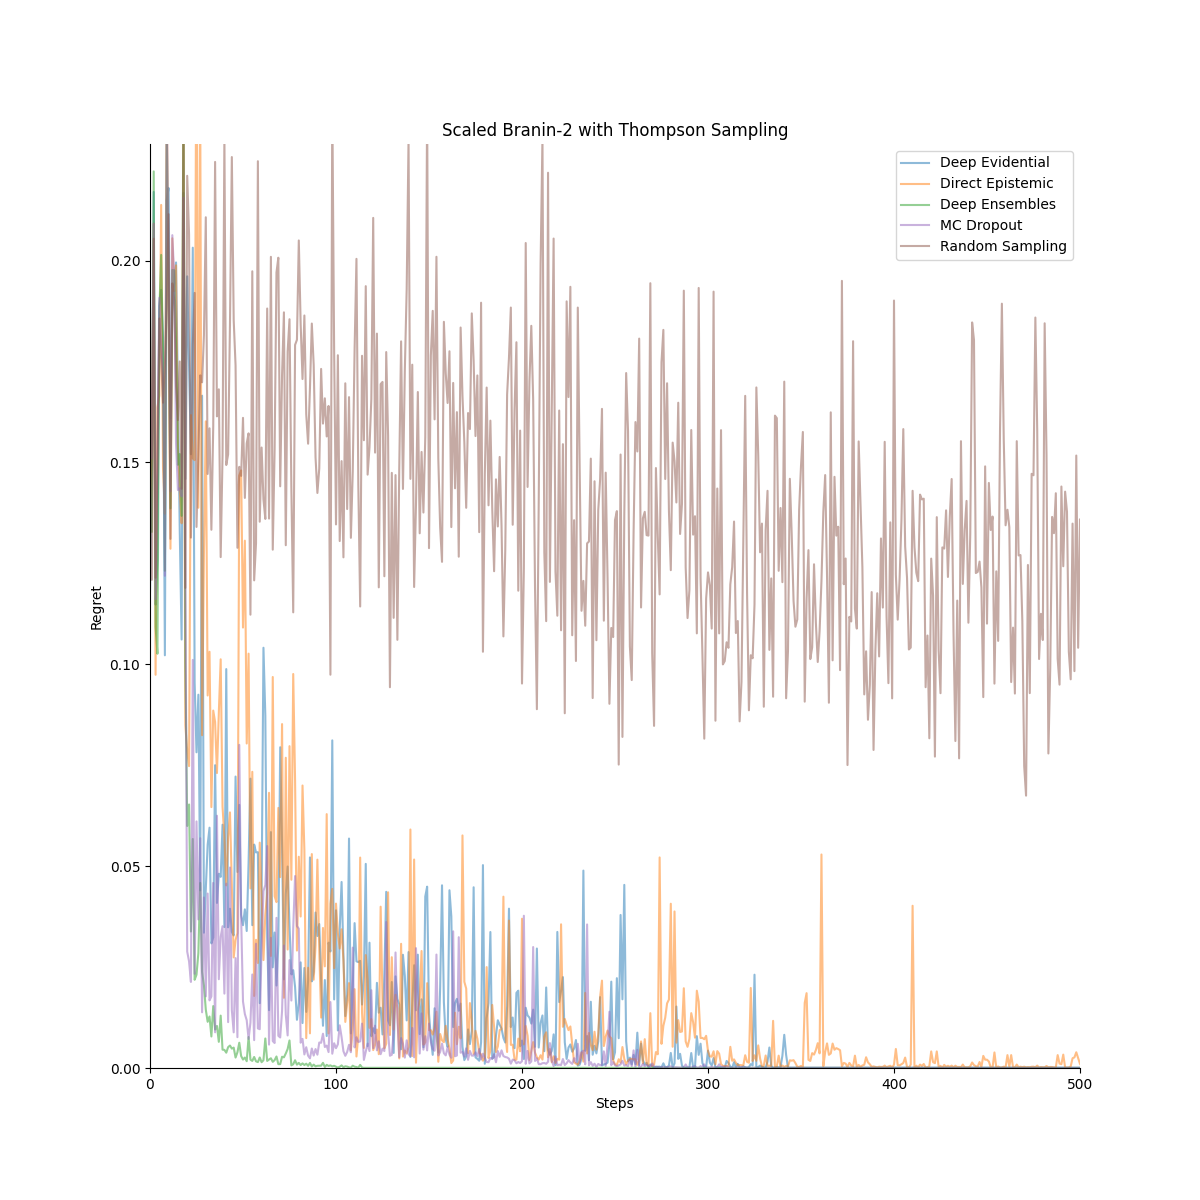 Scaled Branin-2 with Thompson Sampling
Deep Evidential
Direct Epistemic
Deep Ensembles
MC Dropout
Random Sampling
0.20
0.15
0.10
0.05
0.00
Regret
0 100 200 300 400 500
Steps